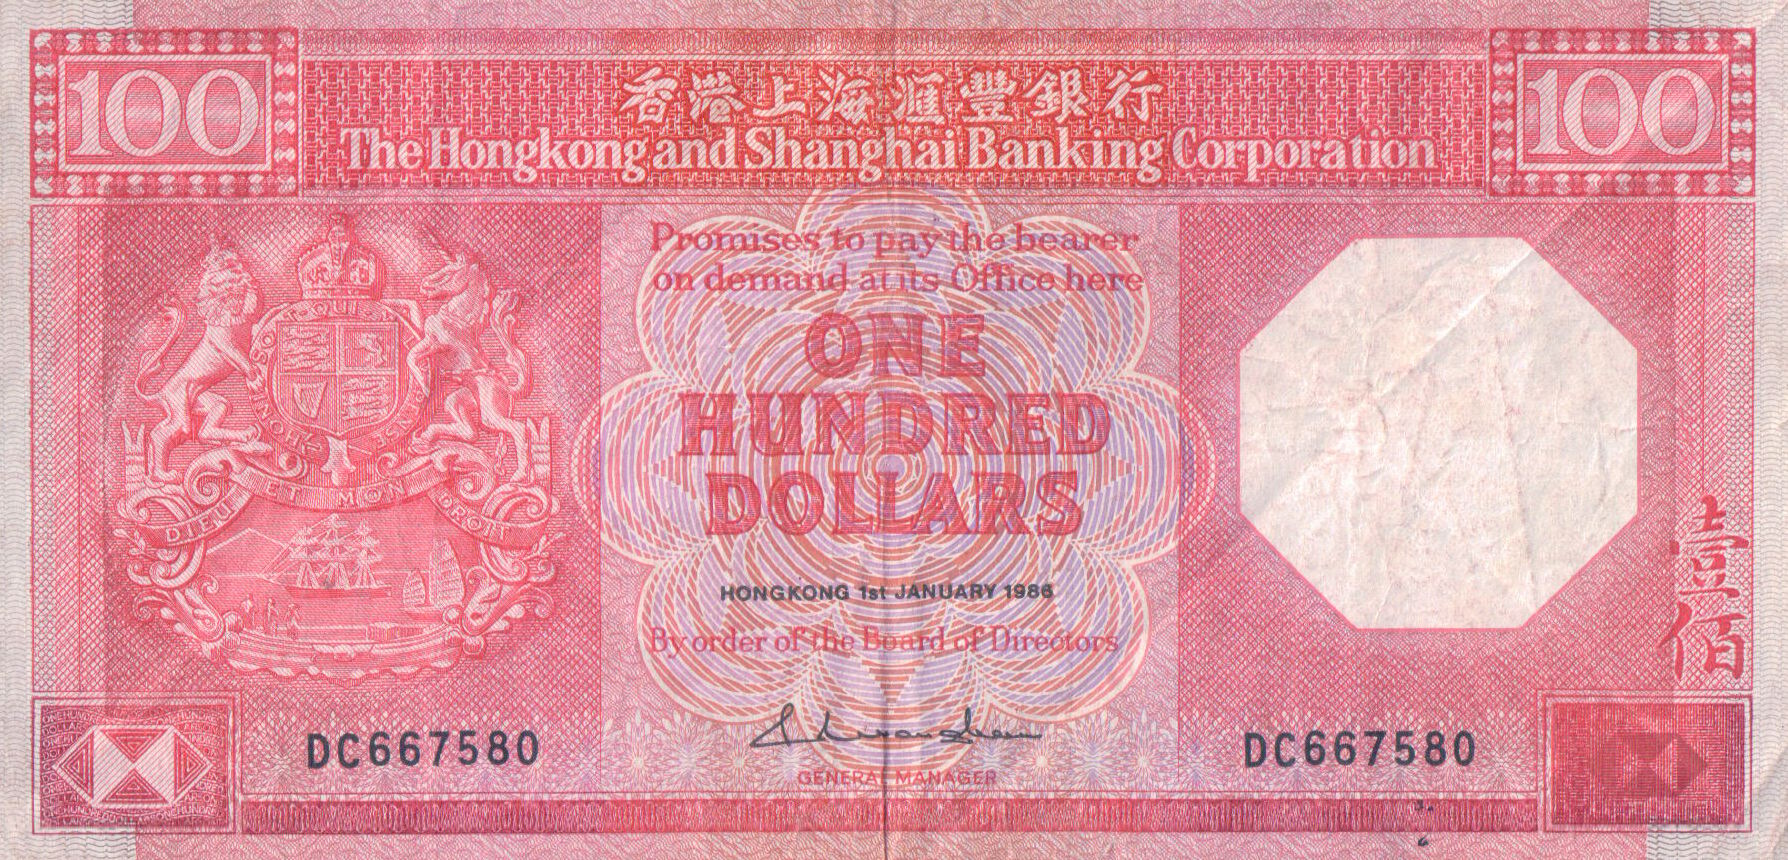 100
香港上海滙豐銀行
100
The Hongkong and Shanghai Banking Corporation
Promises to pay the bearer
on demand at its Office here
ONE
HUNDRED
DOLLARS
DIEU ET MON DROIT
HONGKONG 1st JANUARY 1986
By order of the Board of Directors
壹佰
DC667580
DC667580
GENERAL MANAGER